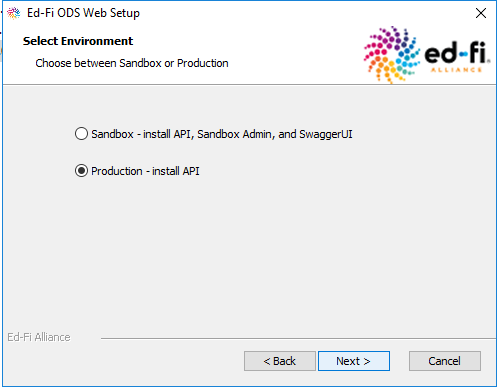 Ed-Fi ODS Web Setup
Select Environment
Choose between Sandbox or Production
ed-fi.
ALLIANCE
Sandbox - install API, Sandbox Admin, and SwaggerUI
Production - install API
Ed-Fi Alliance
< Back
Next >
Cancel